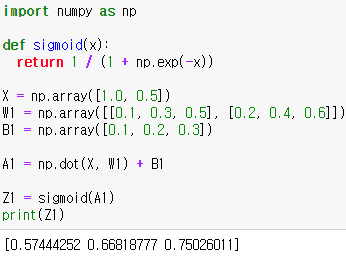 import numpy as np
def sigmoid(x):
return 1 / (1 + np.exp(-x))
X = np.array([1.0, 0.5])
W1 = np.array([[0.1, 0.3, 0.5], [0.2, 0.4, 0.6]])
B1 = np.array([0.1, 0.2, 0.3])
A1 = np.dot(X, W1) + B1
Z1 = sigmoid(A1)
print(Z1)
[0.57444252 0.66818777 0.75026011]